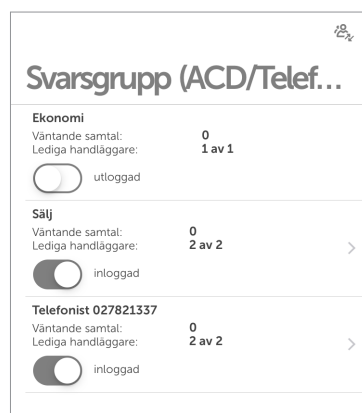 Svarsgrupp (ACD/Telef...
Ekonomi
Väntande samtal: 0
Lediga handläggare: 1 av 1
utloggad
Sälj
Väntande samtal: 0
Lediga handläggare: 2 av 2
inloggad
Telefonist 027821337
Väntande samtal: 0
Lediga handläggare: 2 av 2
inloggad